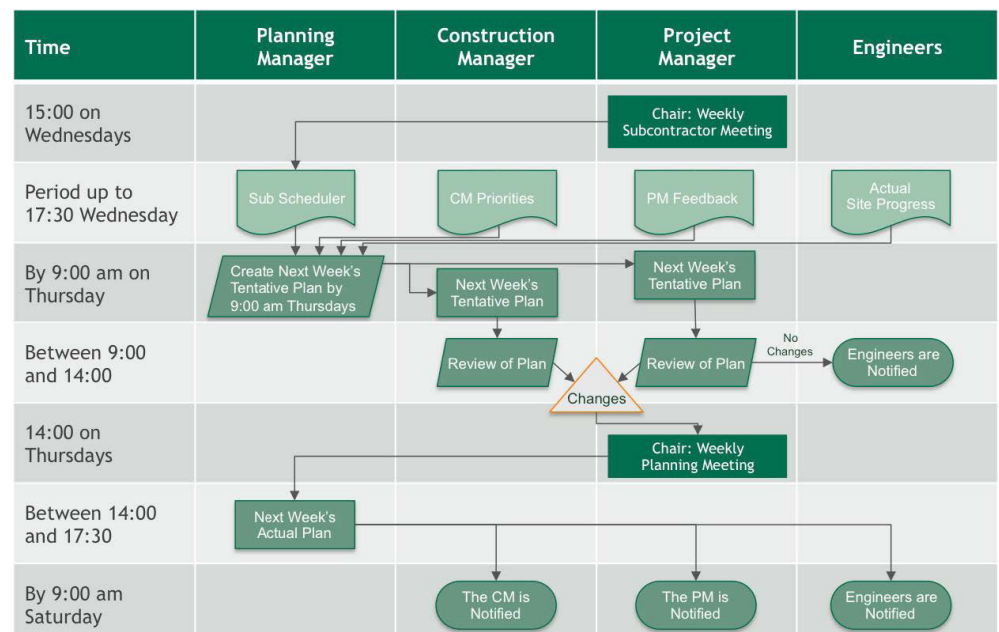 Time
Planning
Manager
Construction
Manager
Project
Manager
Engineers
15:00 on
Wednesdays
Chair: Weekly
Subcontractor Meeting
Period up to
17:30 Wednesday
Sub Scheduler
CM Priorities
PM Feedback
Actual
Site Progress
By 9:00 am on
Thursday
Create Next Week's
Tentative Plan by
9:00 am Thursdays
Next Week's
Tentative Plan
Next Week's
Tentative Plan
Between 9:00
and 14:00
Review of Plan
Review of Plan
No
Changes
Engineers are
Notified
Changes
14:00 on
Thursdays
Chair: Weekly
Planning Meeting
Between 14:00
and 17:30
Next Week's
Actual Plan
By 9:00 am
Saturday
The CM is
Notified
The PM is
Notified
Engineers are
Notified